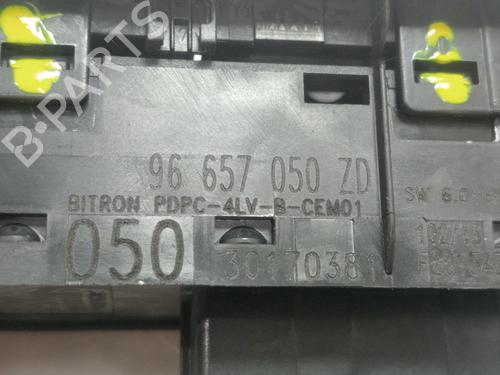 B-PARTS
96 657 050 ZD
BITRON PDPC-4LV-B-CEM01
SW 6.0
050
30170381